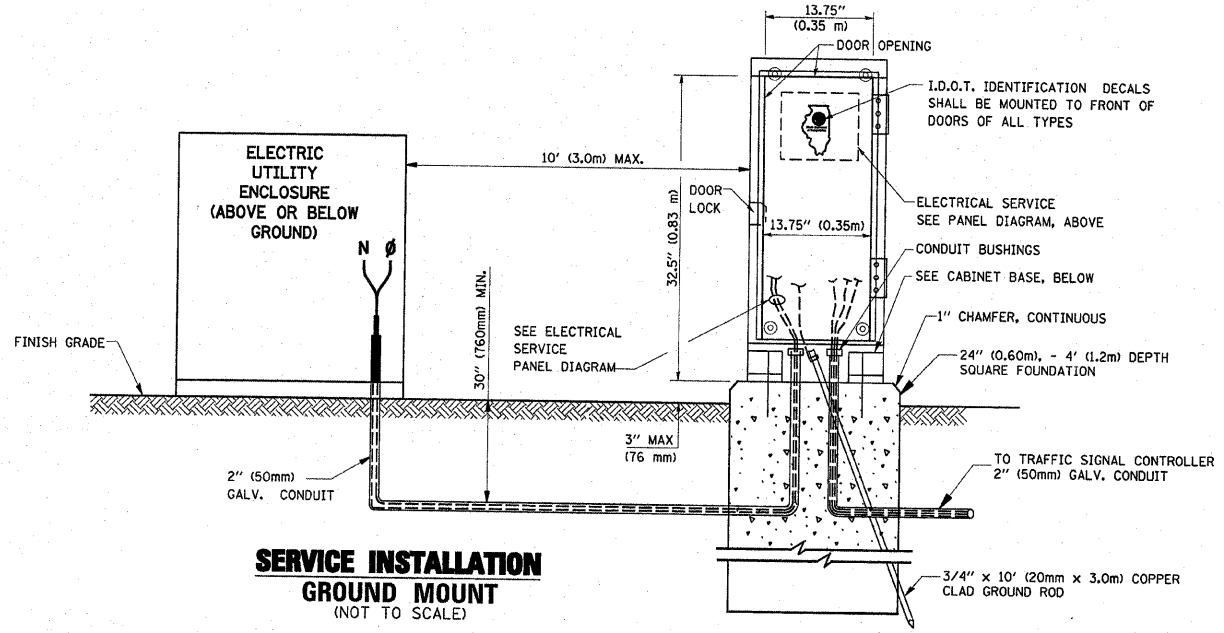 13.75"
(0.35 m)
DOOR OPENING
I.D.O.T. IDENTIFICATION DECALS
SHALL BE MOUNTED TO FRONT OF
DOORS OF ALL TYPES
ELECTRIC
UTILITY
ENCLOSURE
(ABOVE OR BELOW
GROUND)
10' (3.0m) MAX.
DOOR
LOCK
32.5" (0.83 m)
13.75" (0.35m)
ELECTRICAL SERVICE
SEE PANEL DIAGRAM, ABOVE
N Ø
CONDUIT BUSHINGS
SEE CABINET BASE, BELOW
30" (760mm) MIN.
SEE ELECTRICAL
SERVICE
PANEL DIAGRAM
1" CHAMFER, CONTINUOUS
FINISH GRADE
24" (0.60m), - 4' (1.2m) DEPTH
SQUARE FOUNDATION
3" MAX
(76 mm)
2" (50mm)
GALV. CONDUIT
TO TRAFFIC SIGNAL CONTROLLER
2" (50mm) GALV. CONDUIT
SERVICE INSTALLATION
GROUND MOUNT
(NOT TO SCALE)
3/4" x 10' (20mm x 3.0m) COPPER
CLAD GROUND ROD